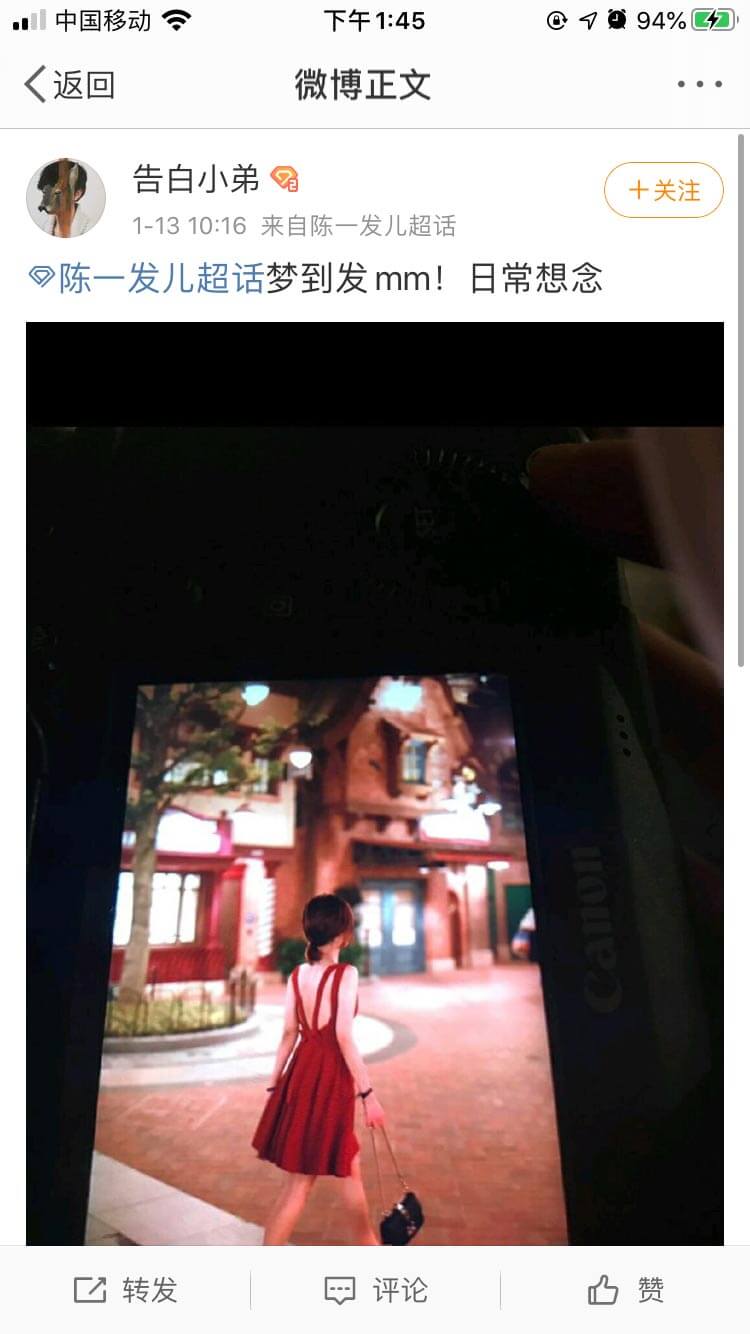 中国移动 下午1:45 94%
返回 微博正文
告白小弟
+关注
1-13 10:16 来自陈一发儿超话
陈一发儿超话梦到发mm！日常想念
Canon
转发 评论 赞